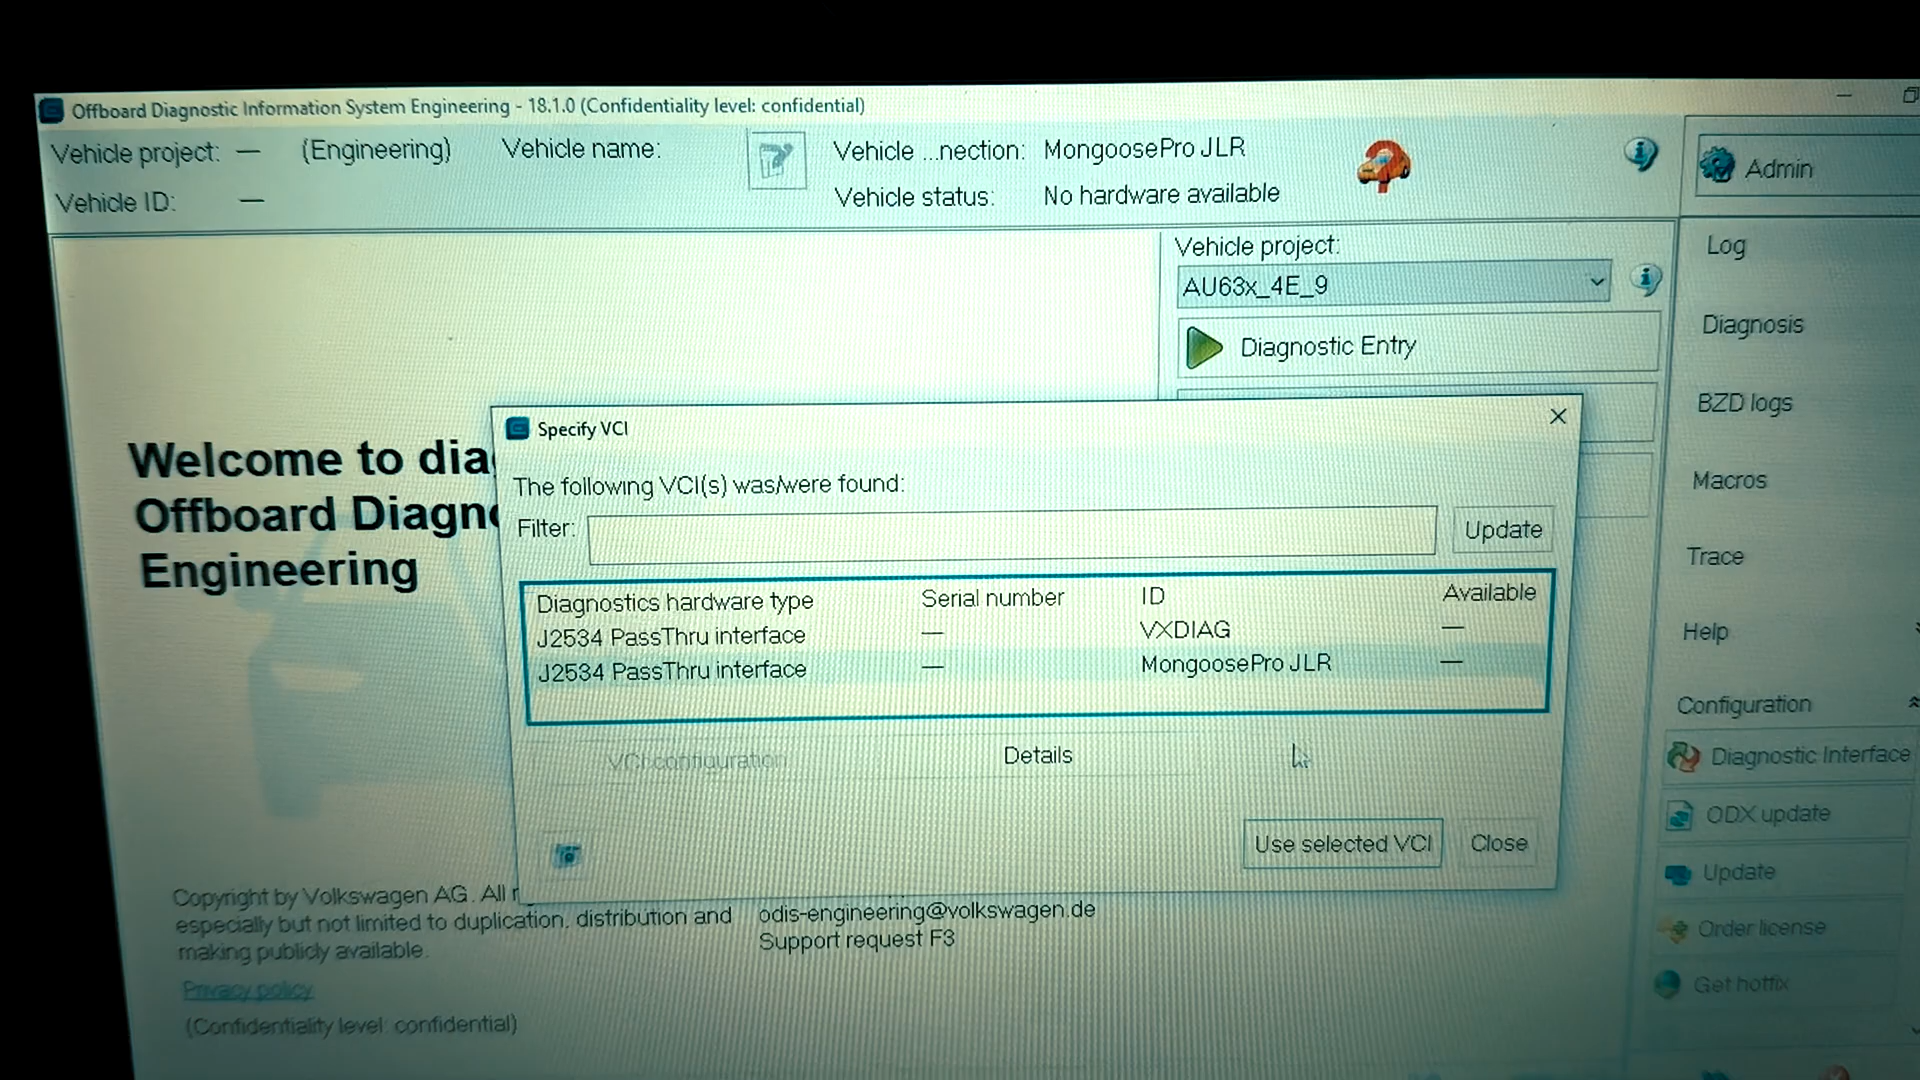 Offboard Diagnostic Information System Engineering - 18.1.0 (Confidentiality level: confidential)
Vehicle project: — (Engineering) Vehicle name: Vehicle ...nection: MongoosePro JLR
Vehicle ID: — Vehicle status: No hardware available
Admin
Vehicle project:
AU63x_4E_9
Diagnostic Entry
Log
Diagnosis
BZD logs
Macros
Trace
Help
Configuration
Diagnostic Interface
ODX update
Update
Order license
Get hotfix
Welcome to dia
Offboard Diagn
Engineering
Specify VCI
The following VCI(s) was/were found:
Filter:
Update
Diagnostics hardware type Serial number ID Available
J2534 PassThru interface — VXDIAG —
J2534 PassThru interface — MongoosePro JLR —
VCI configuration
Details
Use selected VCI
Close
Copyright by Volkswagen AG. All
especially but not limited to duplication, distribution and
making publicly available.
odis-engineering@volkswagen.de
Support request F3
Privacy policy
(Confidentiality level: confidential)